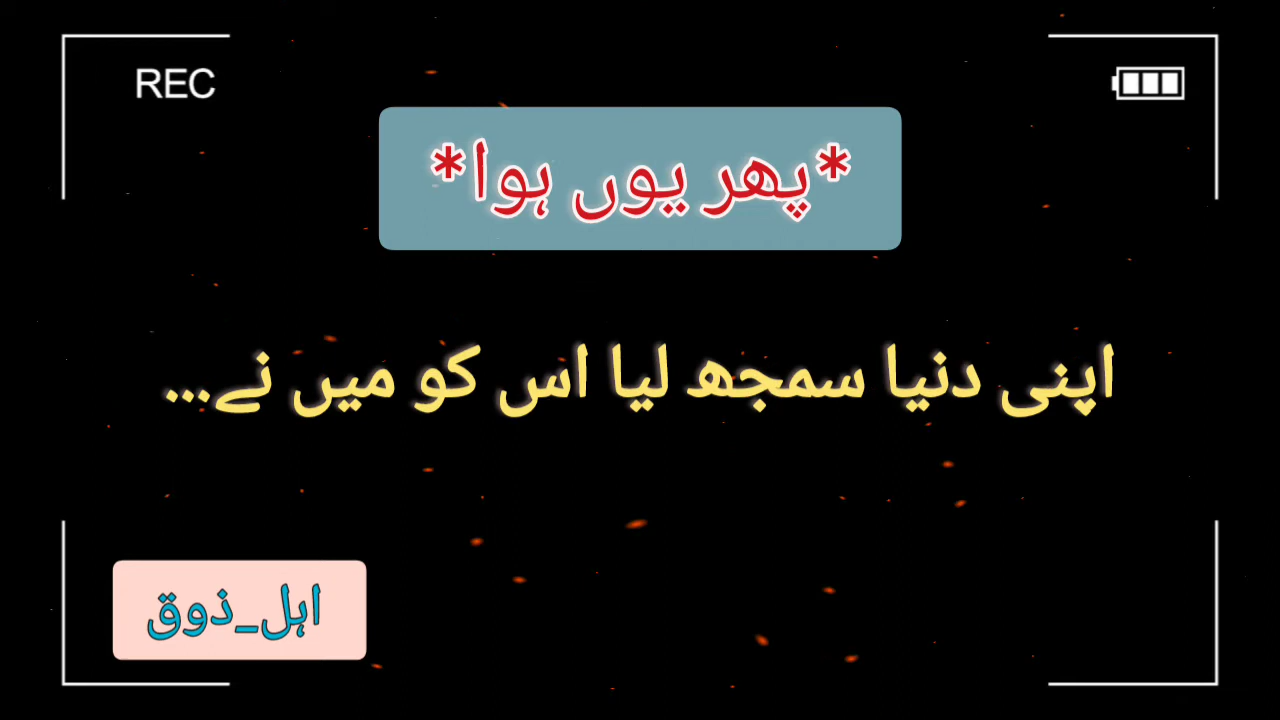 REC
*پھر یوں ہوا*
اپنی دنیا سمجھ لیا اس کو میں نے...
اہل_ذوق